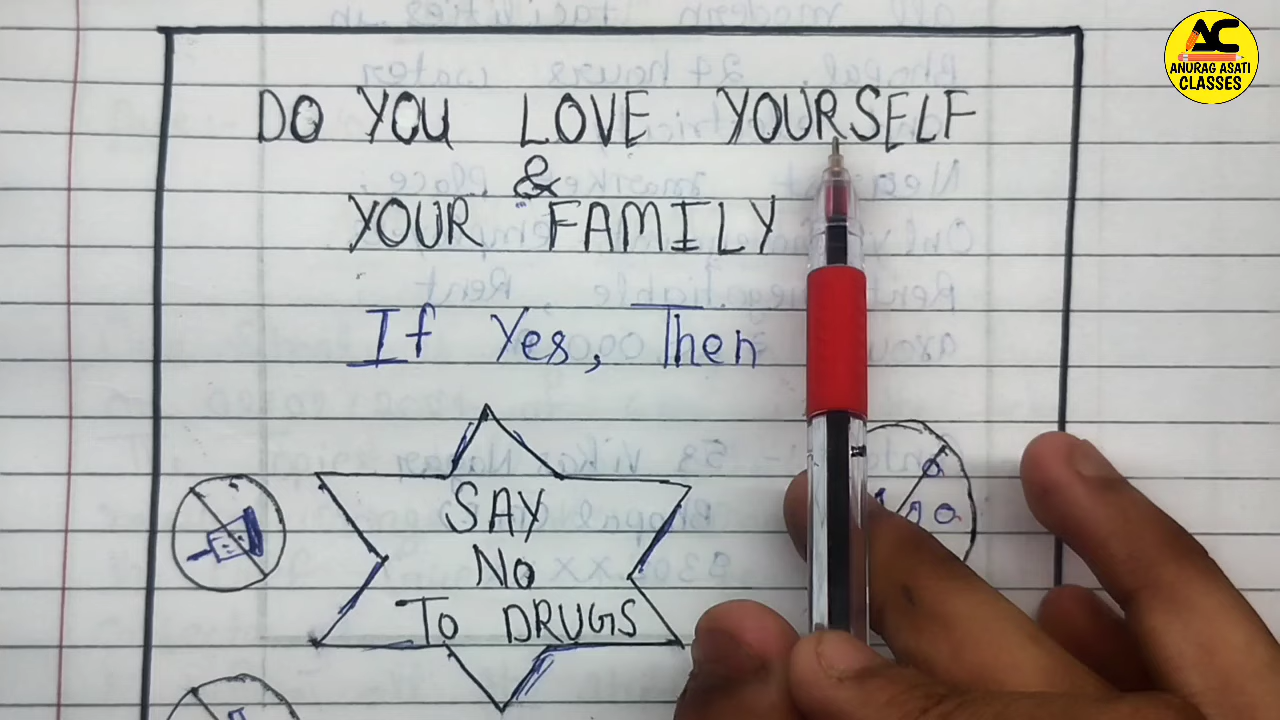 DO YOU LOVE YOURSELF
&
YOUR FAMILY
If Yes, Then
SAY
No
To DRUGS
AC
ANURAG ASATI
CLASSES